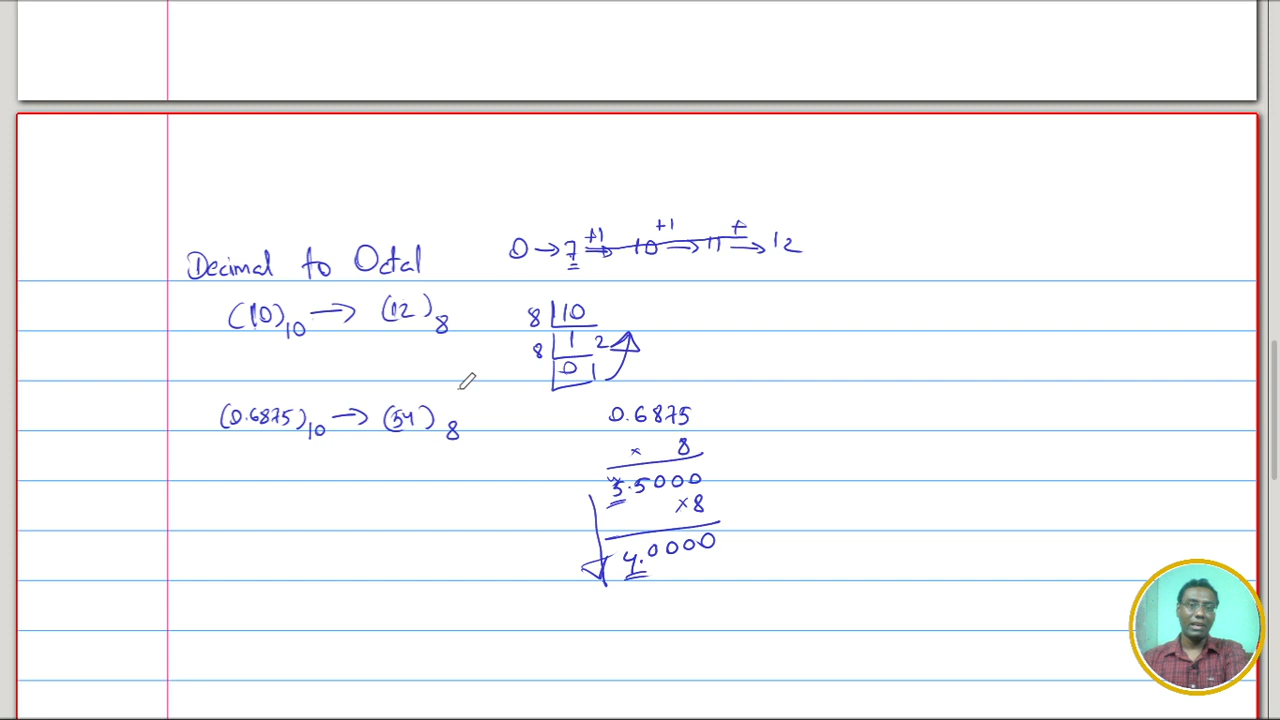 0 → 7 +1 → 10 +1 → 11 + → 12
Decimal to Octal
(10)10 → (12)8
8 | 10
8 | 1 2
0 1
(0.6875)10 → (54)8
0.6875
× 8
5.5000
×8
4.0000